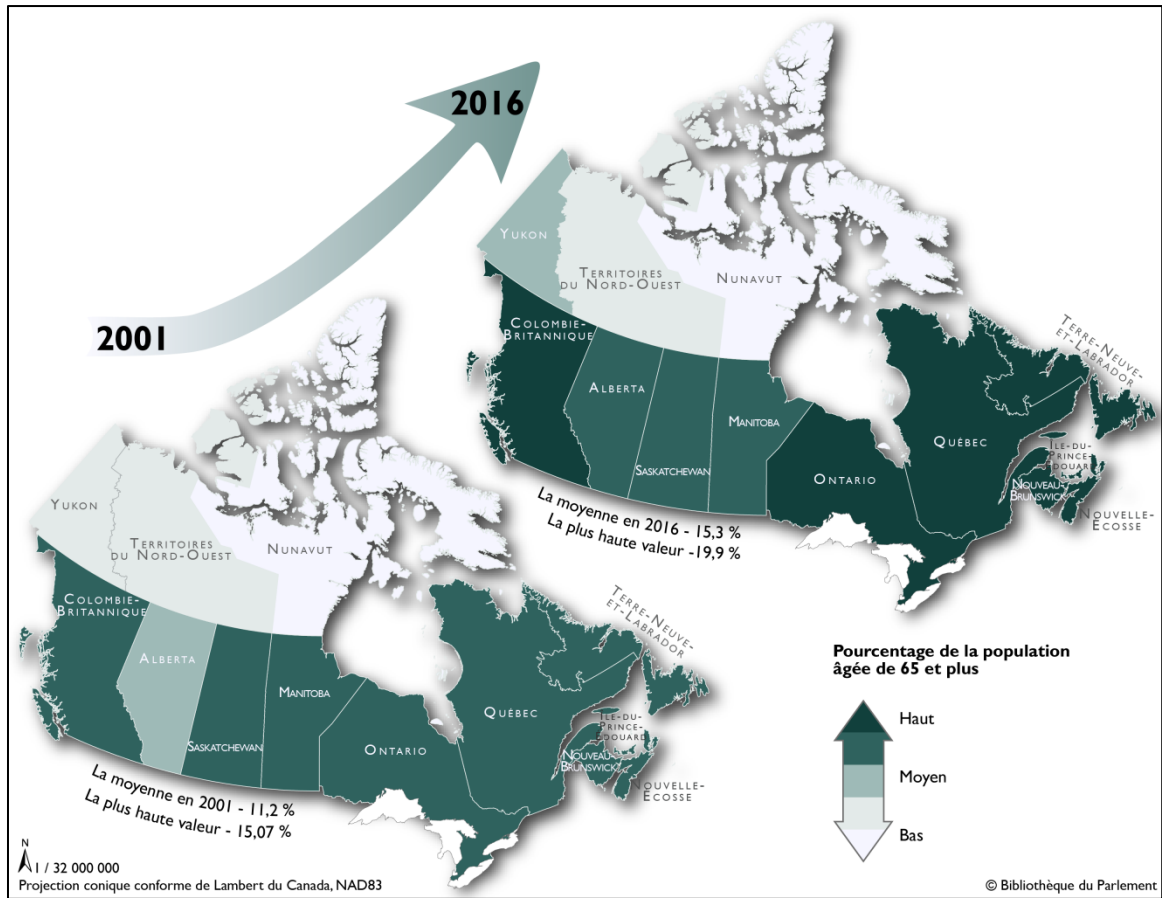 2016
2001
YUKON
TERRITOIRES
DU NORD-OUEST
NUNAVUT
COLOMBIE-
BRITANNIQUE
ALBERTA
SASKATCHEWAN
MANITOBA
ONTARIO
QUÉBEC
TERRE-NEUVE-
ET-LABRADOR
ÎLE-DU-
PRINCE-
ÉDOUARD
NOUVEAU-
BRUNSWICK
NOUVELLE-
ÉCOSSE
La moyenne en 2016 - 15,3 %
La plus haute valeur -19,9 %
YUKON
TERRITOIRES
DU NORD-OUEST
NUNAVUT
COLOMBIE-
BRITANNIQUE
ALBERTA
SASKATCHEWAN
MANITOBA
ONTARIO
QUÉBEC
TERRE-NEUVE-
ET-LABRADOR
ÎLE-DU-
PRINCE-
ÉDOUARD
NOUVEAU-
BRUNSWICK
NOUVELLE-
ÉCOSSE
La moyenne en 2001 - 11,2 %
La plus haute valeur - 15,07 %
Pourcentage de la population
âgée de 65 et plus
Haut
Moyen
Bas
N
1 / 32 000 000
Projection conique conforme de Lambert du Canada, NAD83
© Bibliothèque du Parlement